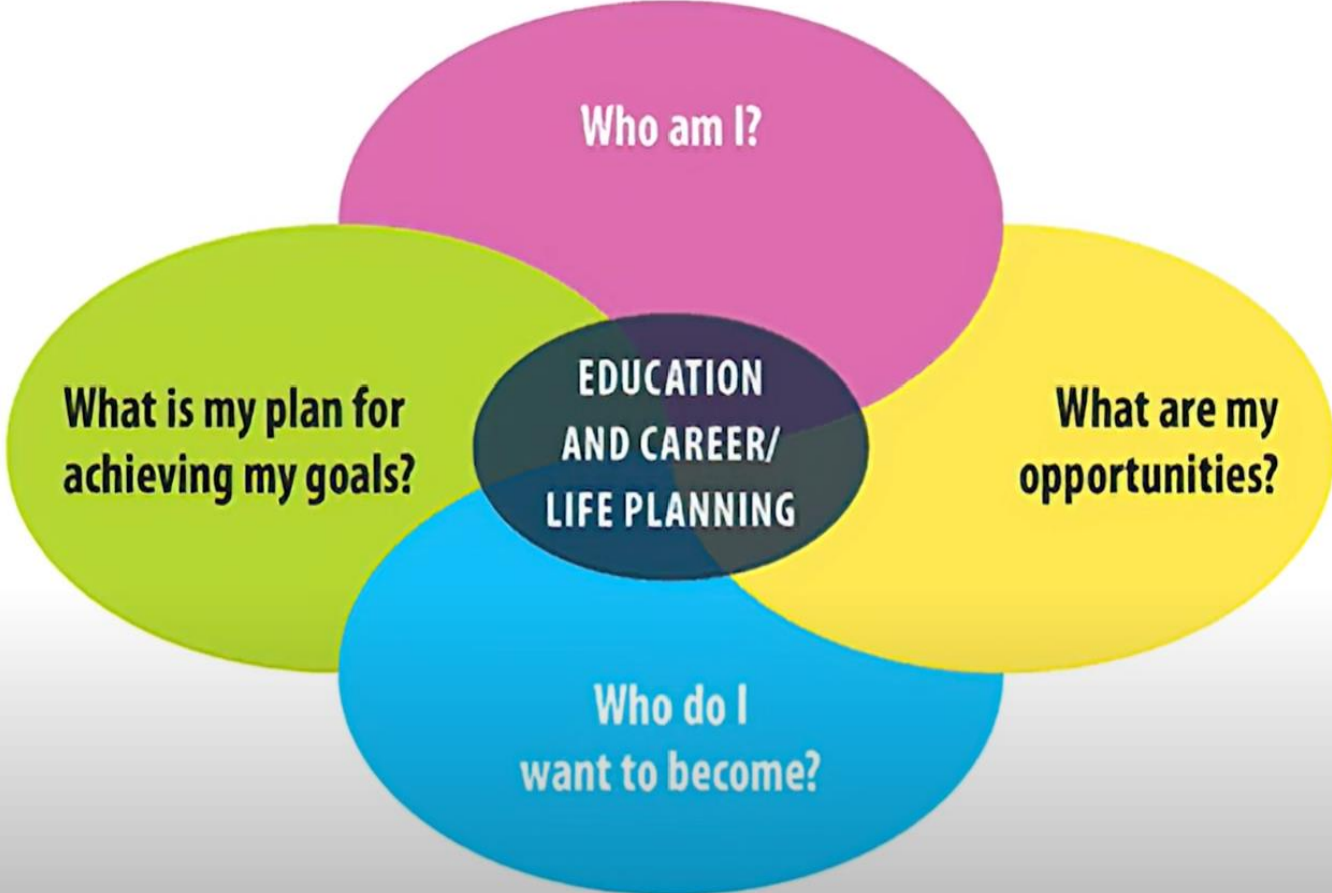 Who am I?
What is my plan for
achieving my goals?
EDUCATION
AND CAREER/
LIFE PLANNING
What are my
opportunities?
Who do I
want to become?